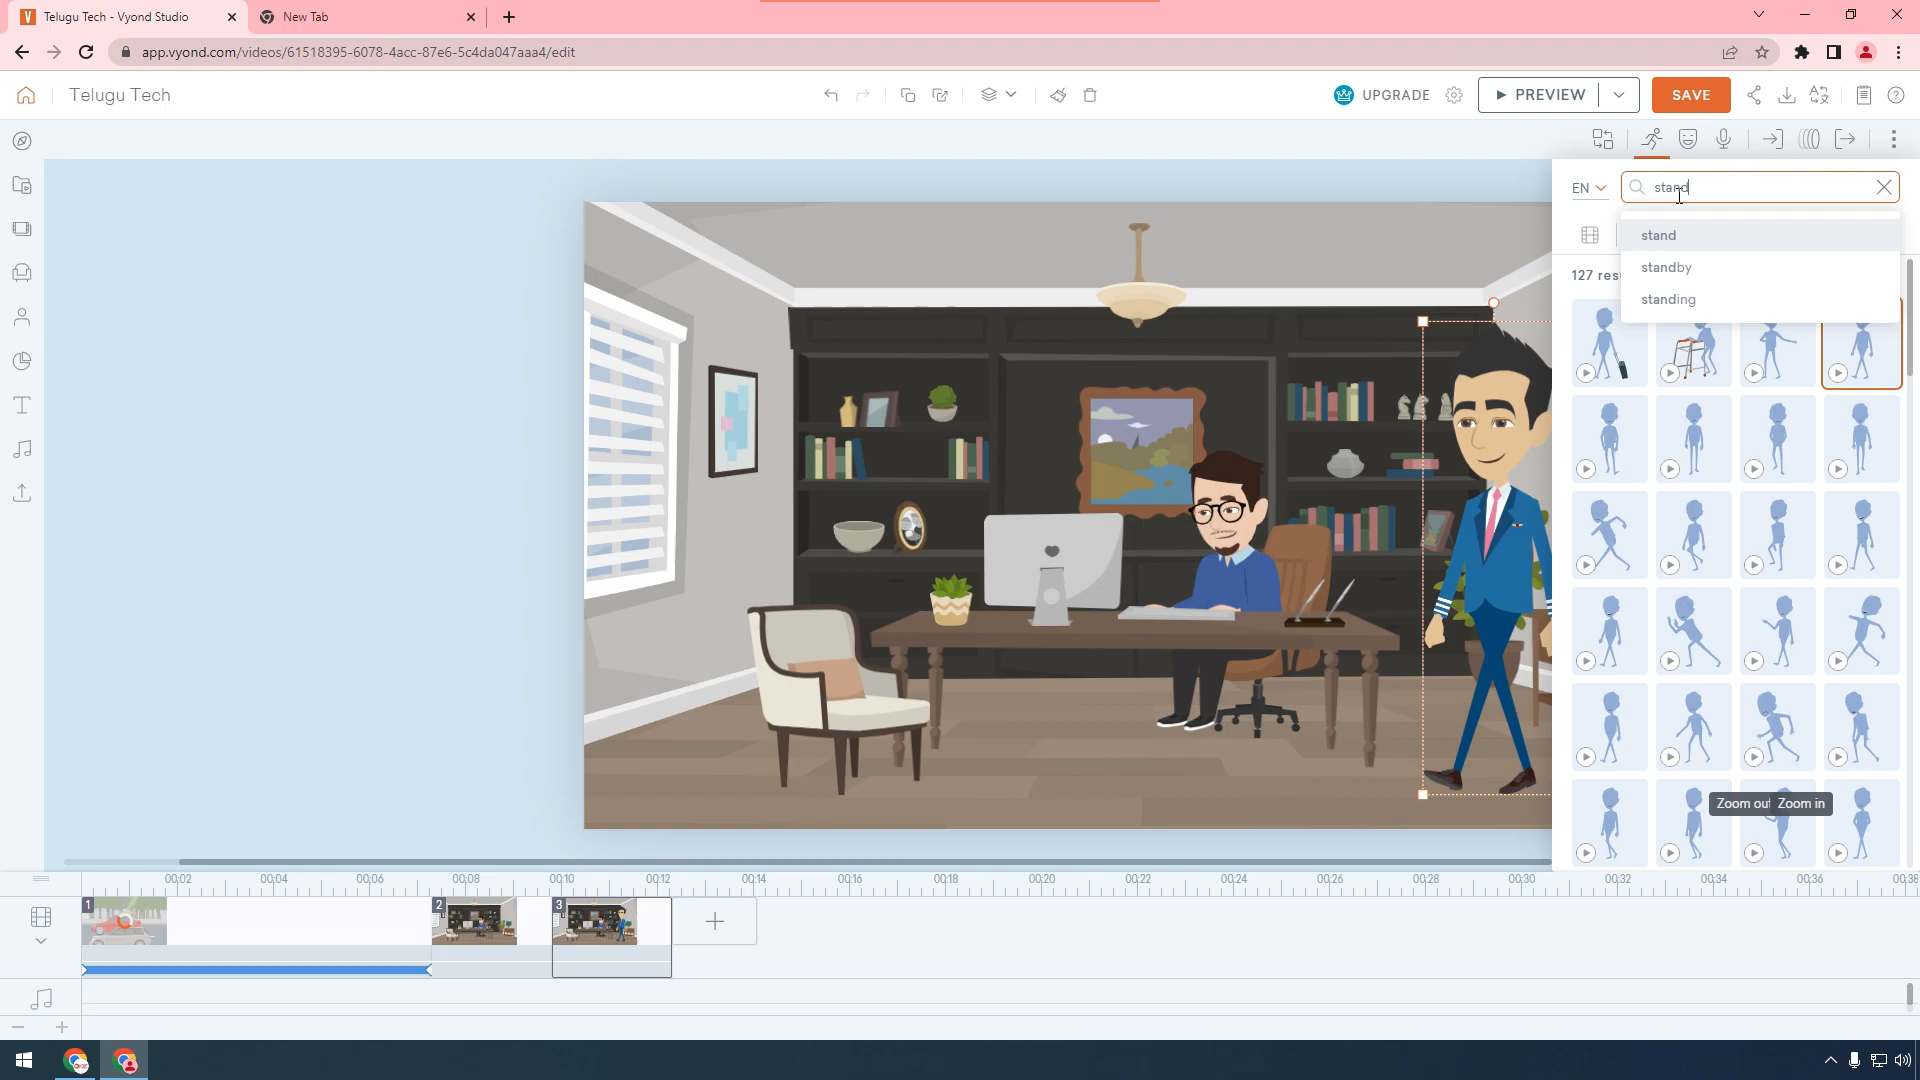 Telugu Tech - Vyond Studio
New Tab
app.vyond.com/videos/61518395-6078-4acc-87e6-5c4da047aaa4/edit
Telugu Tech
UPGRADE
PREVIEW
SAVE
EN
stand
stand
standby
standing
127 res
Zoom ou
Zoom in
00:02
00:04
00:06
00:08
00:10
00:12
00:14
00:16
00:18
00:20
00:22
00:24
00:26
00:28
00:30
00:32
00:34
00:36
00:38
1
2
3